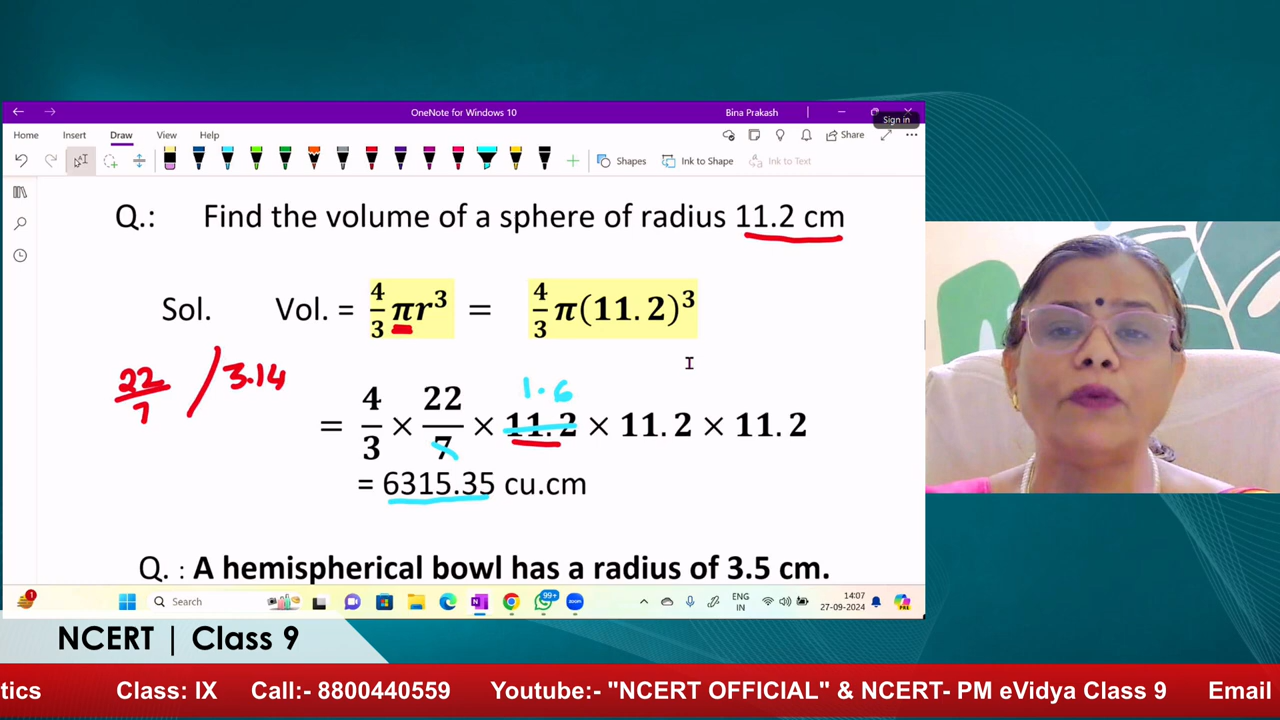 OneNote for Windows 10
Bina Prakash
Sign in
Home Insert Draw View Help
Share
Shapes Ink to Shape Ink to Text
Q.: Find the volume of a sphere of radius 11.2 cm
Sol. Vol. = 4/3 πr³ = 4/3 π(11.2)³
22/7 / 3.14
1.6
= 4/3 × 22/7 × 11.2 × 11.2 × 11.2
= 6315.35 cu.cm
Q. : A hemispherical bowl has a radius of 3.5 cm.
1 Search 99+ zoom ENG IN 14:07 27-09-2024 PRE
NCERT | Class 9
tics Class: IX Call:- 8800440559 Youtube:- "NCERT OFFICIAL" & NCERT- PM eVidya Class 9 Email